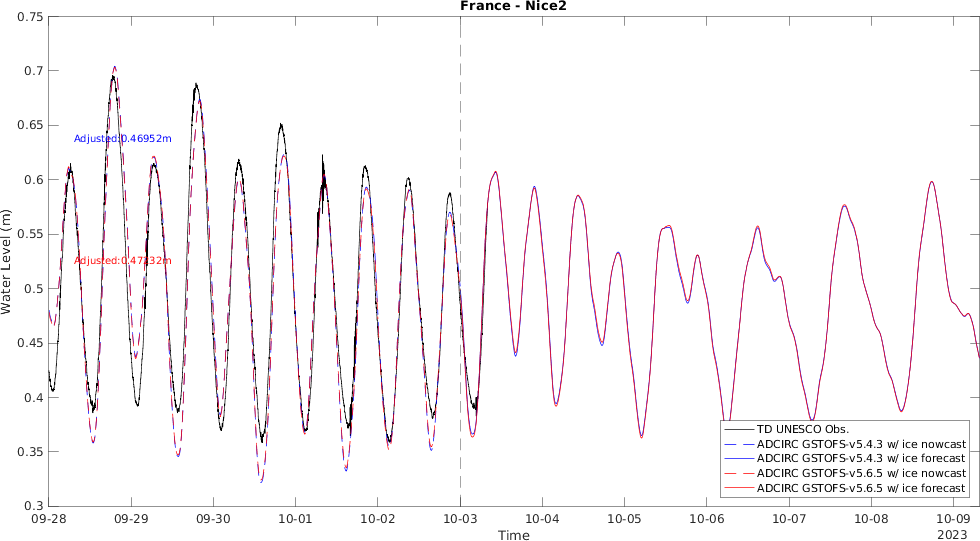 France - Nice2
Water Level (m)
0.75
0.7
0.65
0.6
0.55
0.5
0.45
0.4
0.35
0.3
Adjusted:0.46952m
Adjusted:0.47232m
TD UNESCO Obs.
ADCIRC GSTOFS-v5.4.3 w/ ice nowcast
ADCIRC GSTOFS-v5.4.3 w/ ice forecast
ADCIRC GSTOFS-v5.6.5 w/ ice nowcast
ADCIRC GSTOFS-v5.6.5 w/ ice forecast
09-28 09-29 09-30 10-01 10-02 10-03 10-04 10-05 10-06 10-07 10-08 10-09
Time 2023